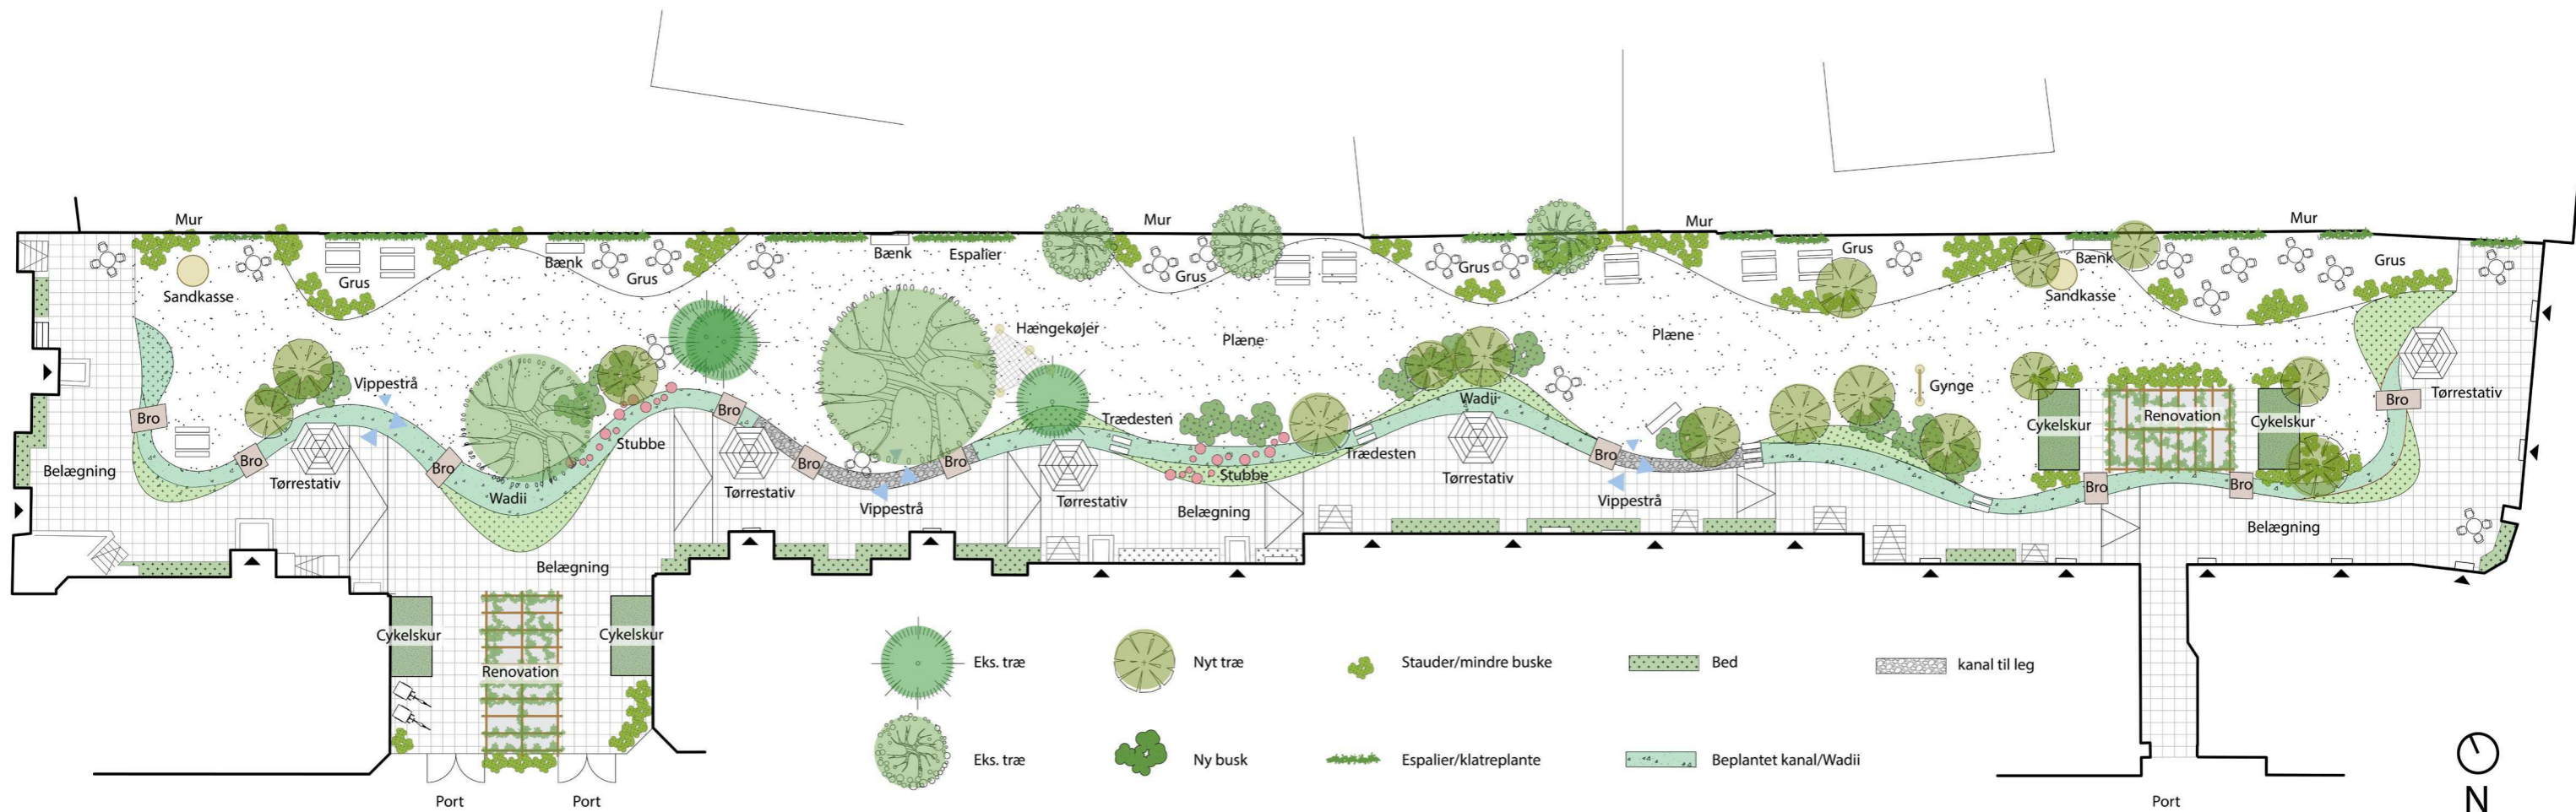 Mur
Mur
Mur
Mur
Bænk
Grus
Grus
Sandkasse
Bænk
Espalier
Grus
Grus
Grus
Bænk
Grus
Sandkasse
Hængekøjer
Plæne
Plæne
Vippestrå
Gynge
Tørrestativ
Bro
Bro
Bro
Bro
Stubbe
Trædesten
Wadii
Trædesten
Cykelskur
Renovation
Cykelskur
Bro
Belægning
Tørrestativ
Wadii
Tørrestativ
Bro
Vippestrå
Bro
Tørrestativ
Stubbe
Belægning
Tørrestativ
Bro
Vippestrå
Bro
Bro
Belægning
Belægning
Cykelskur
Cykelskur
Renovation
Port
Port
Port
Eks. træ
Nyt træ
Stauder/mindre buske
Bed
kanal til leg
Eks. træ
Ny busk
Espalier/klatreplante
Beplantet kanal/Wadii
N